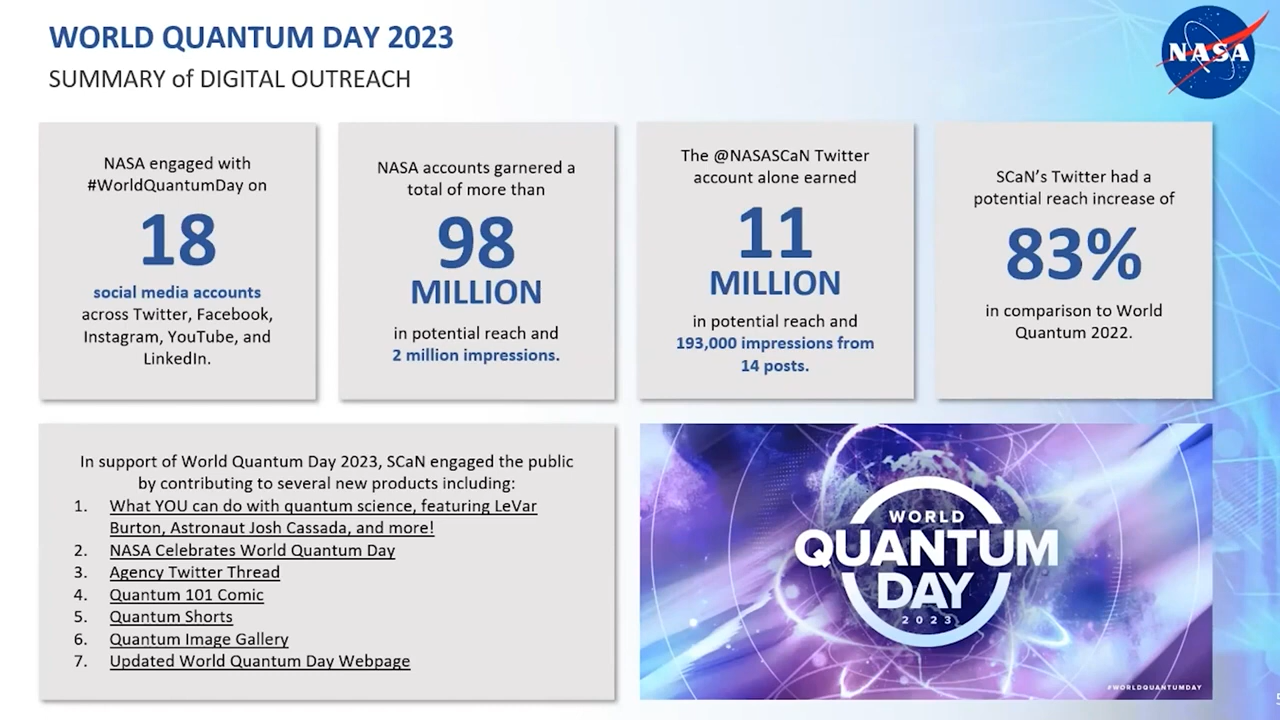 WORLD QUANTUM DAY 2023
SUMMARY of DIGITAL OUTREACH
NASA
NASA engaged with
#WorldQuantumDay on
18
social media accounts
across Twitter, Facebook,
Instagram, YouTube, and
LinkedIn.
NASA accounts garnered a
total of more than
98
MILLION
in potential reach and
2 million impressions.
The @NASASCaN Twitter
account alone earned
11
MILLION
in potential reach and
193,000 impressions from
14 posts.
SCaN's Twitter had a
potential reach increase of
83%
in comparison to World
Quantum 2022.
In support of World Quantum Day 2023, SCaN engaged the public
by contributing to several new products including:
1. What YOU can do with quantum science, featuring LeVar
Burton, Astronaut Josh Cassada, and more!
2. NASA Celebrates World Quantum Day
3. Agency Twitter Thread
4. Quantum 101 Comic
5. Quantum Shorts
6. Quantum Image Gallery
7. Updated World Quantum Day Webpage
WORLD
QUANTUM
DAY
2023
#WORLDQUANTUMDAY